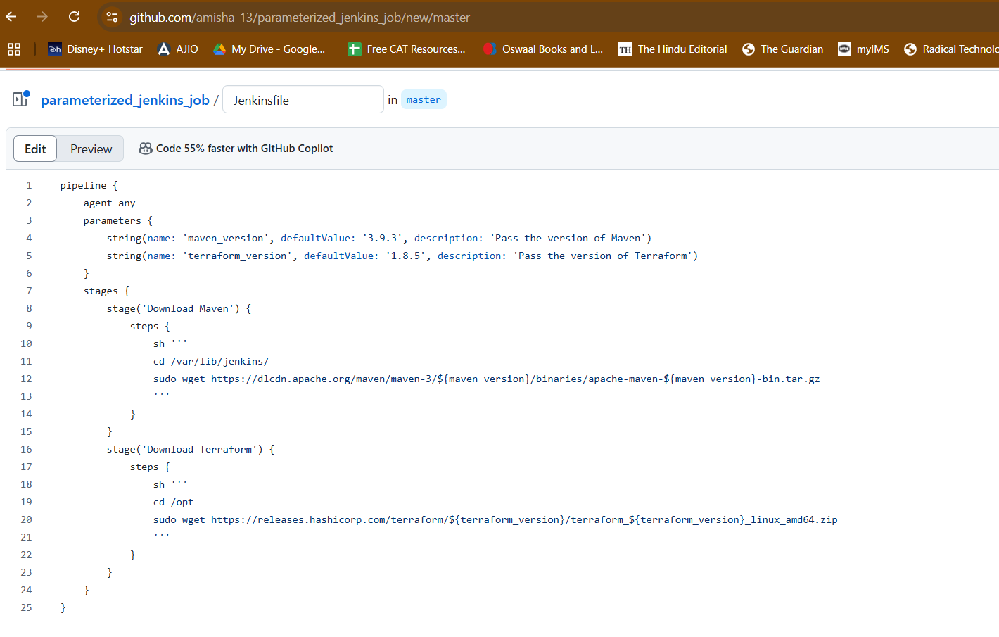 github.com/amisha-13/parameterized_jenkins_job/new/master
Disney+ Hotstar AJIO My Drive - Google... Free CAT Resources... Oswaal Books and L... TH The Hindu Editorial The Guardian ims myIMS Radical Technolo
parameterized_jenkins_job / Jenkinsfile in master
Edit Preview Code 55% faster with GitHub Copilot
1 pipeline {
2     agent any
3     parameters {
4         string(name: 'maven_version', defaultValue: '3.9.3', description: 'Pass the version of Maven')
5         string(name: 'terraform_version', defaultValue: '1.8.5', description: 'Pass the version of Terraform')
6     }
7     stages {
8         stage('Download Maven') {
9             steps {
10                 sh '''
11                 cd /var/lib/jenkins/
12                 sudo wget https://dlcdn.apache.org/maven/maven-3/${maven_version}/binaries/apache-maven-${maven_version}-bin.tar.gz
13                 '''
14             }
15         }
16         stage('Download Terraform') {
17             steps {
18                 sh '''
19                 cd /opt
20                 sudo wget https://releases.hashicorp.com/terraform/${terraform_version}/terraform_${terraform_version}_linux_amd64.zip
21                 '''
22             }
23         }
24     }
25 }